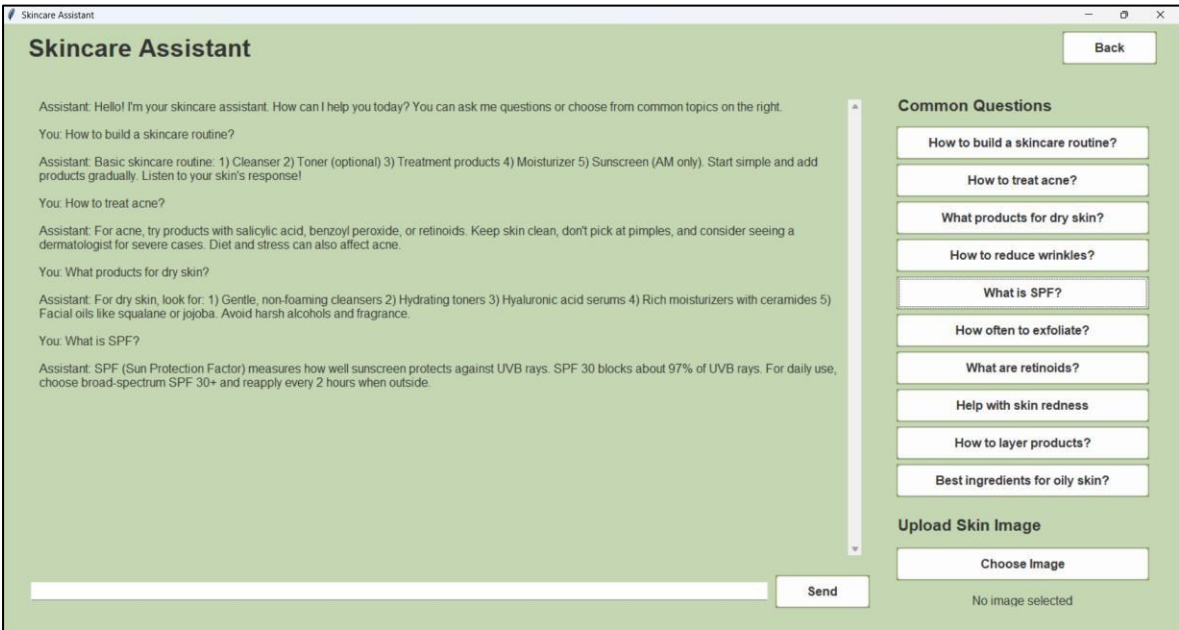 Skincare Assistant
Skincare Assistant
Back
Assistant: Hello! I'm your skincare assistant. How can I help you today? You can ask me questions or choose from common topics on the right.
You: How to build a skincare routine?
Assistant: Basic skincare routine: 1) Cleanser 2) Toner (optional) 3) Treatment products 4) Moisturizer 5) Sunscreen (AM only). Start simple and add
products gradually. Listen to your skin's response!
You: How to treat acne?
Assistant: For acne, try products with salicylic acid, benzoyl peroxide, or retinoids. Keep skin clean, don't pick at pimples, and consider seeing a
dermatologist for severe cases. Diet and stress can also affect acne.
You: What products for dry skin?
Assistant: For dry skin, look for: 1) Gentle, non-foaming cleansers 2) Hydrating toners 3) Hyaluronic acid serums 4) Rich moisturizers with ceramides 5)
Facial oils like squalane or jojoba. Avoid harsh alcohols and fragrance.
You: What is SPF?
Assistant: SPF (Sun Protection Factor) measures how well sunscreen protects against UVB rays. SPF 30 blocks about 97% of UVB rays. For daily use,
choose broad-spectrum SPF 30+ and reapply every 2 hours when outside.
Send
Common Questions
How to build a skincare routine?
How to treat acne?
What products for dry skin?
How to reduce wrinkles?
What is SPF?
How often to exfoliate?
What are retinoids?
Help with skin redness
How to layer products?
Best ingredients for oily skin?
Upload Skin Image
Choose Image
No image selected